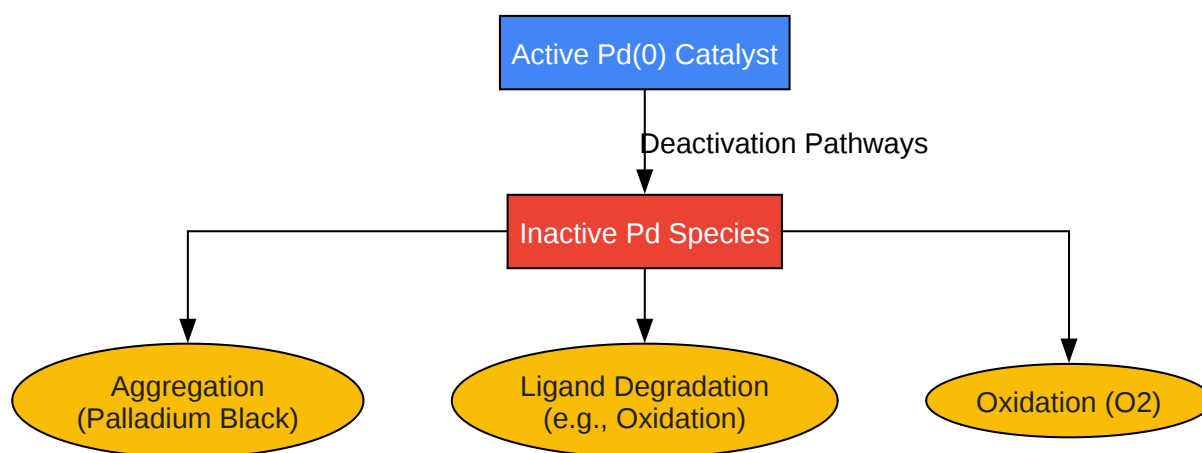 Active Pd(0) Catalyst
Deactivation Pathways
Inactive Pd Species
Aggregation
(Palladium Black)
Ligand Degradation
(e.g., Oxidation)
Oxidation (O2)